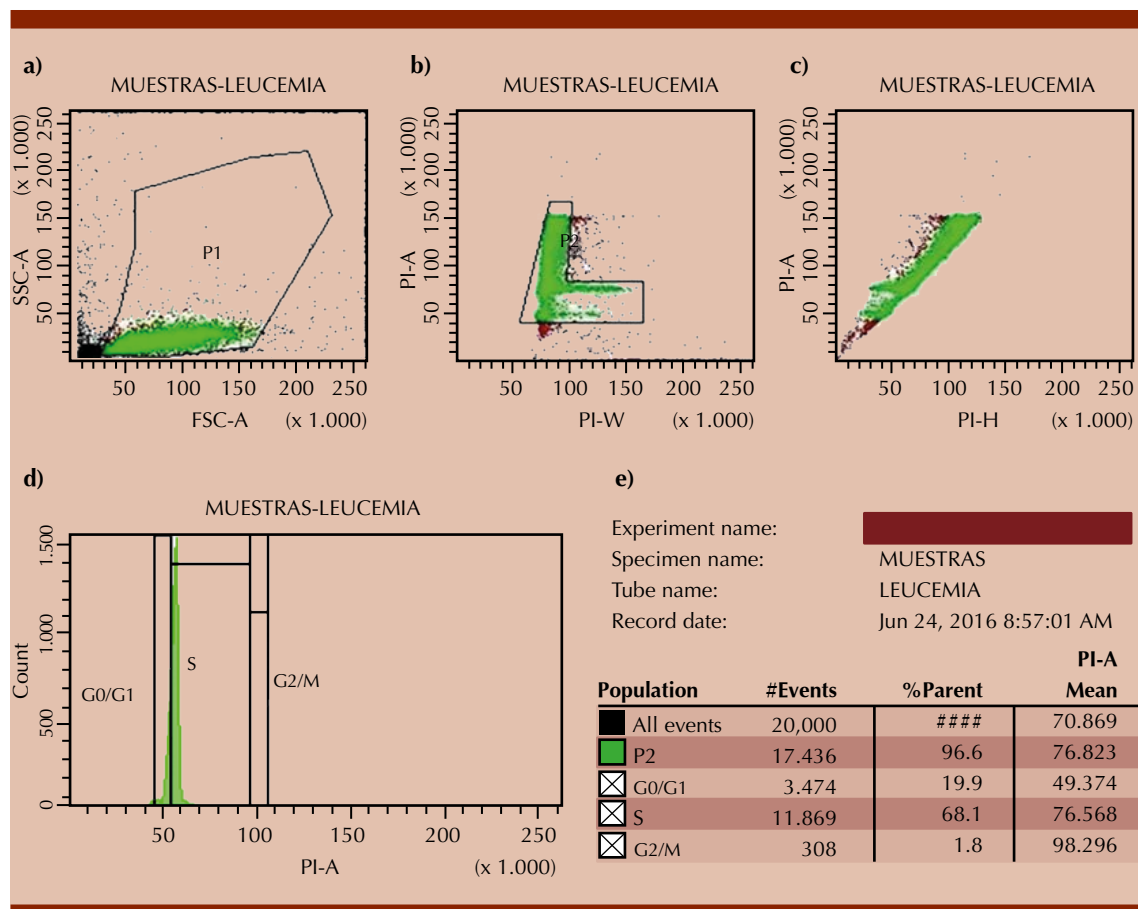 a)
MUESTRAS-LEUCEMIA
SSC-A (x 1.000)
250
200
150
100
50
P1
50 100 150 200 250
FSC-A (x 1.000)
b)
MUESTRAS-LEUCEMIA
PI-A (x 1.000)
250
200
150
100
50
P2
50 100 150 200 250
PI-W (x 1.000)
c)
MUESTRAS-LEUCEMIA
PI-A (x 1.000)
250
200
150
100
50
50 100 150 200 250
PI-H (x 1.000)
d)
MUESTRAS-LEUCEMIA
Count
1.500
1.000
500
0
G0/G1
S
G2/M
50 100 150 200 250
PI-A (x 1.000)
e)
Experiment name:
Specimen name: MUESTRAS
Tube name: LEUCEMIA
Record date: Jun 24, 2016 8:57:01 AM
PI-A
Population #Events %Parent Mean
All events 20,000 #### 70.869
P2 17.436 96.6 76.823
G0/G1 3.474 19.9 49.374
S 11.869 68.1 76.568
G2/M 308 1.8 98.296